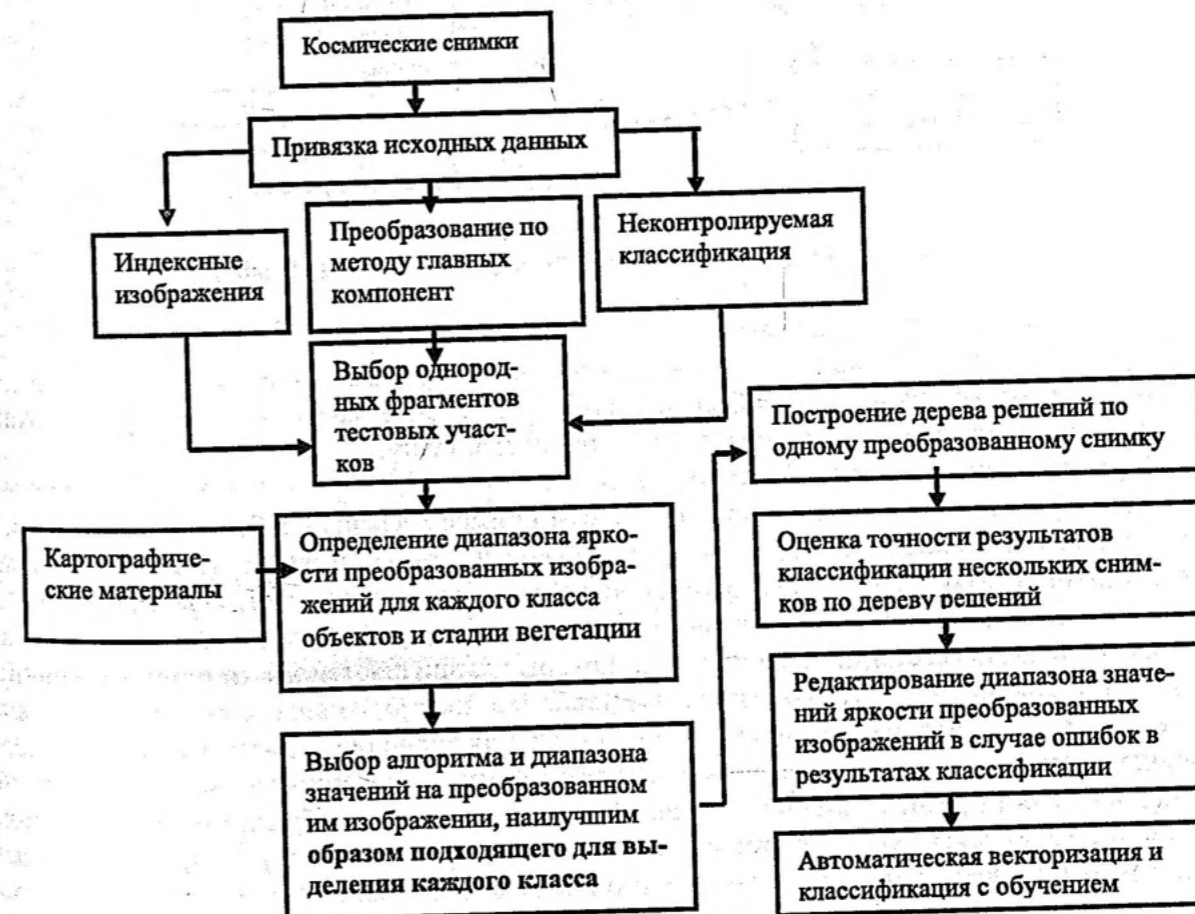 Космические снимки
Привязка исходных данных
Индексные
изображения
Преобразование по
методу главных
компонент
Неконтролируемая
классификация
Выбор однород-
ных фрагментов
тестовых участ-
ков
Картографиче-
ские материалы
Определение диапазона ярко-
сти преобразованных изобра-
жений для каждого класса
объектов и стадии вегетации
Выбор алгоритма и диапазона
значений на преобразованном
им изображении, наилучшим
образом подходящего для вы-
деления каждого класса
Построение дерева решений по
одному преобразованному снимку
Оценка точности результатов
классификации нескольких сним-
ков по дереву решений
Редактирование диапазона значе-
ний яркости преобразованных
изображений в случае ошибок в
результатах классификации
Автоматическая векторизация и
классификация с обучением